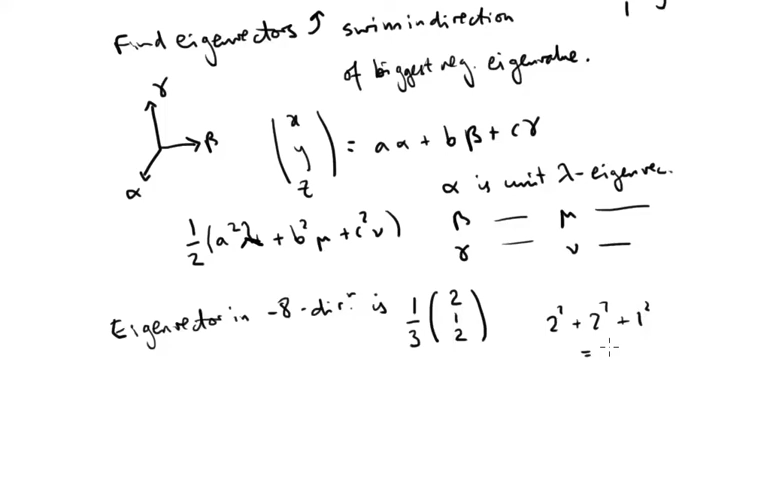 Find eigenvectors & swim in direction
of biggest neg. eigenvalue.
γ
β
α
(x y z) = aα + bβ + cγ
α is unit λ-eigenvec.
½(a²λ + b²μ + c²ν)
β — μ —
γ — ν —
Eigenvector in -8-dirⁿ is 1/3 (2 1 2)
2² + 2² + 1²
=